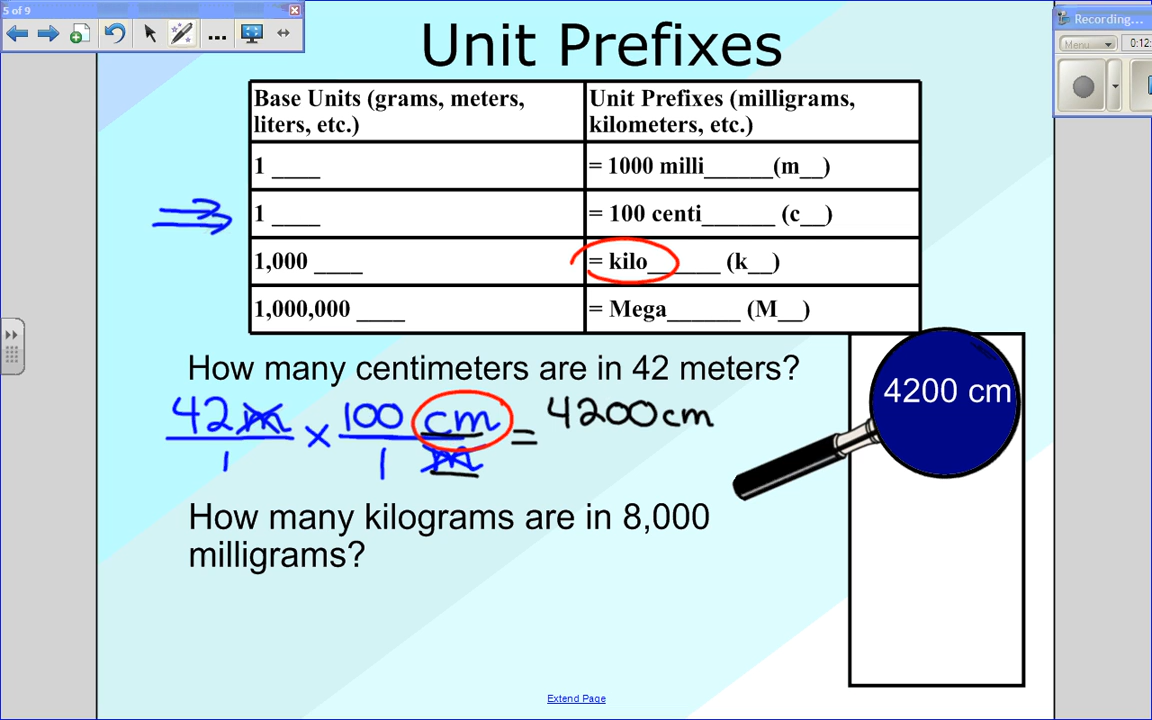 5 of 9
Recording...
Menu
0:12:
Unit Prefixes
Base Units (grams, meters, liters, etc.)
Unit Prefixes (milligrams, kilometers, etc.)
1 ____
= 1000 milli______(m__)
1 ____
= 100 centi______ (c__)
1,000 ____
= kilo______ (k__)
1,000,000 ____
= Mega______ (M__)
How many centimeters are in 42 meters?
42 m × 100 cm = 4200cm
1 1 m
4200 cm
How many kilograms are in 8,000
milligrams?
Extend Page